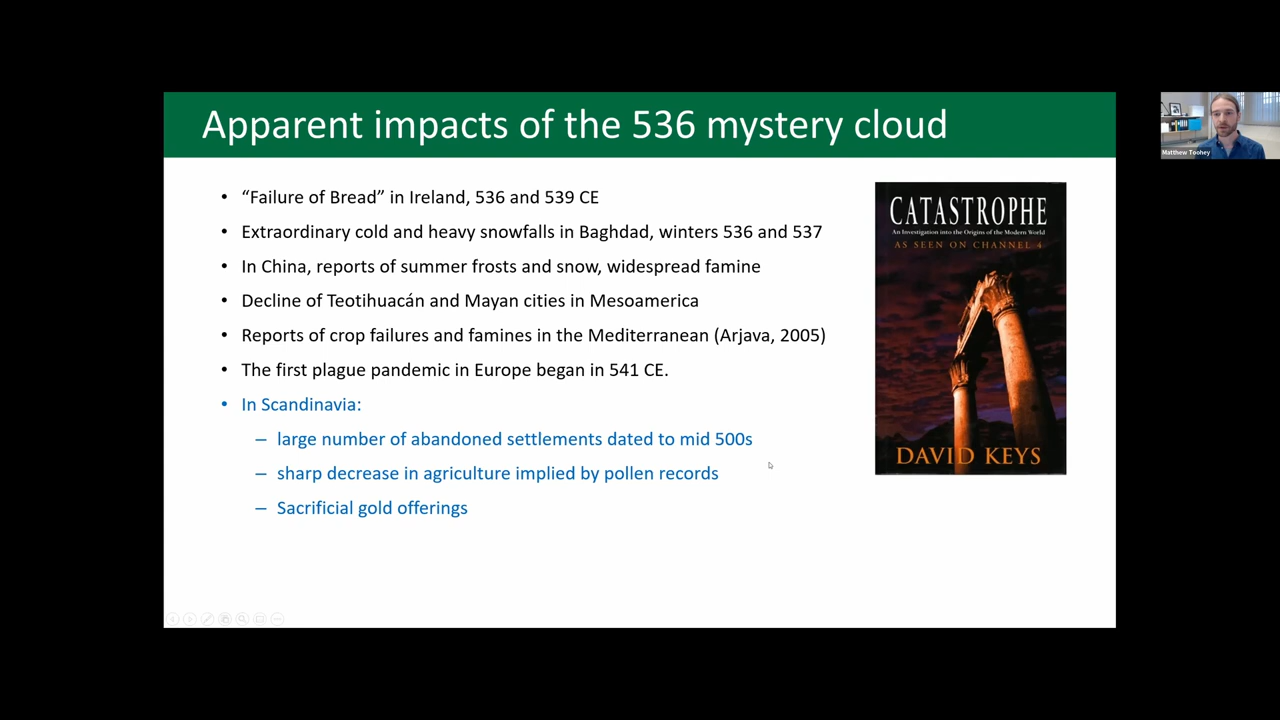 Apparent impacts of the 536 mystery cloud
• “Failure of Bread” in Ireland, 536 and 539 CE
• Extraordinary cold and heavy snowfalls in Baghdad, winters 536 and 537
• In China, reports of summer frosts and snow, widespread famine
• Decline of Teotihuacán and Mayan cities in Mesoamerica
• Reports of crop failures and famines in the Mediterranean (Arjava, 2005)
• The first plague pandemic in Europe began in 541 CE.
• In Scandinavia:
– large number of abandoned settlements dated to mid 500s
– sharp decrease in agriculture implied by pollen records
– Sacrificial gold offerings
CATASTROPHE
An Investigation into the Origins of the Modern World
AS SEEN ON CHANNEL 4
DAVID KEYS
Matthew Toohey